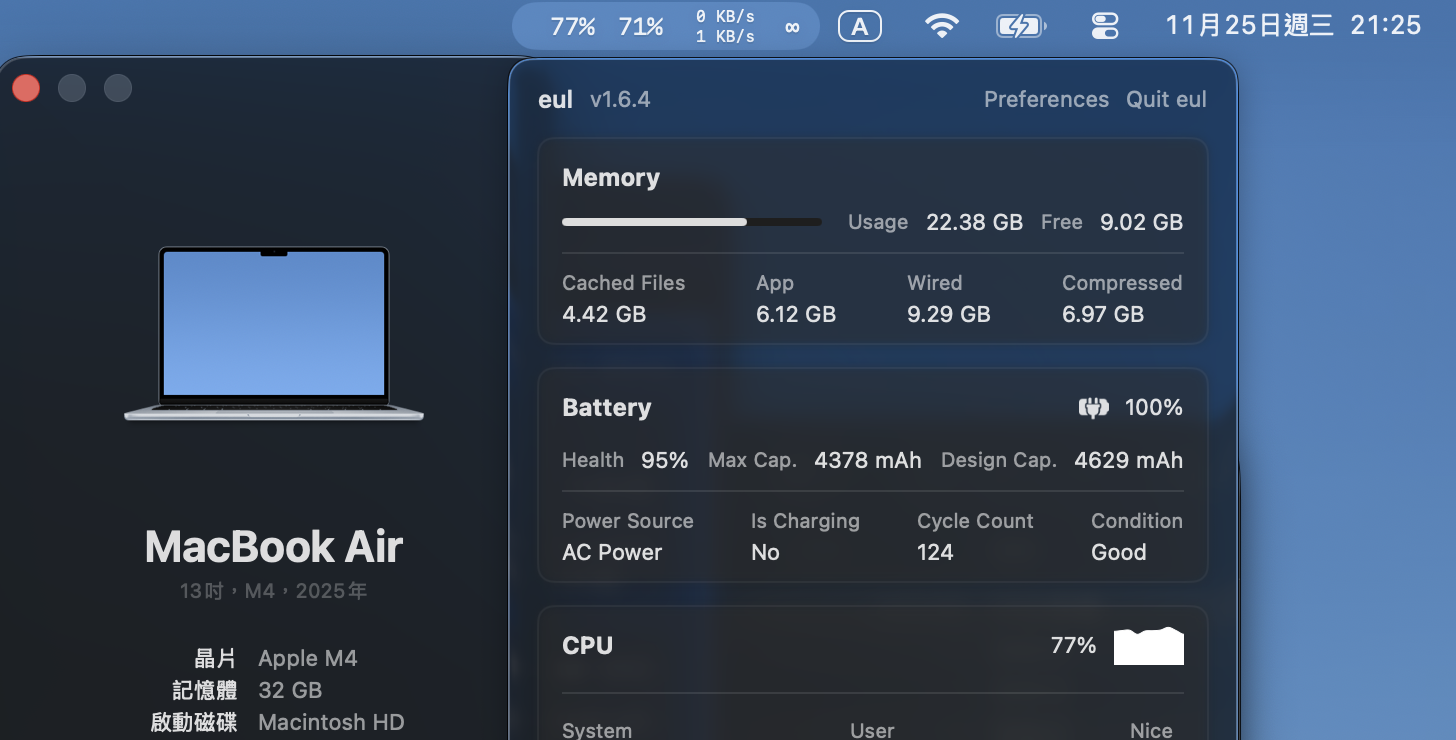 77% 71% 0 KB/s 1 KB/s ∞ A 11月25日週三 21:25
eul v1.6.4 Preferences Quit eul
Memory
Usage 22.38 GB Free 9.02 GB
Cached Files App Wired Compressed
4.42 GB 6.12 GB 9.29 GB 6.97 GB
Battery 100%
Health 95% Max Cap. 4378 mAh Design Cap. 4629 mAh
Power Source Is Charging Cycle Count Condition
AC Power No 124 Good
CPU 77%
System User Nice
MacBook Air
13吋，M4，2025年
晶片 Apple M4
記憶體 32 GB
啟動磁碟 Macintosh HD